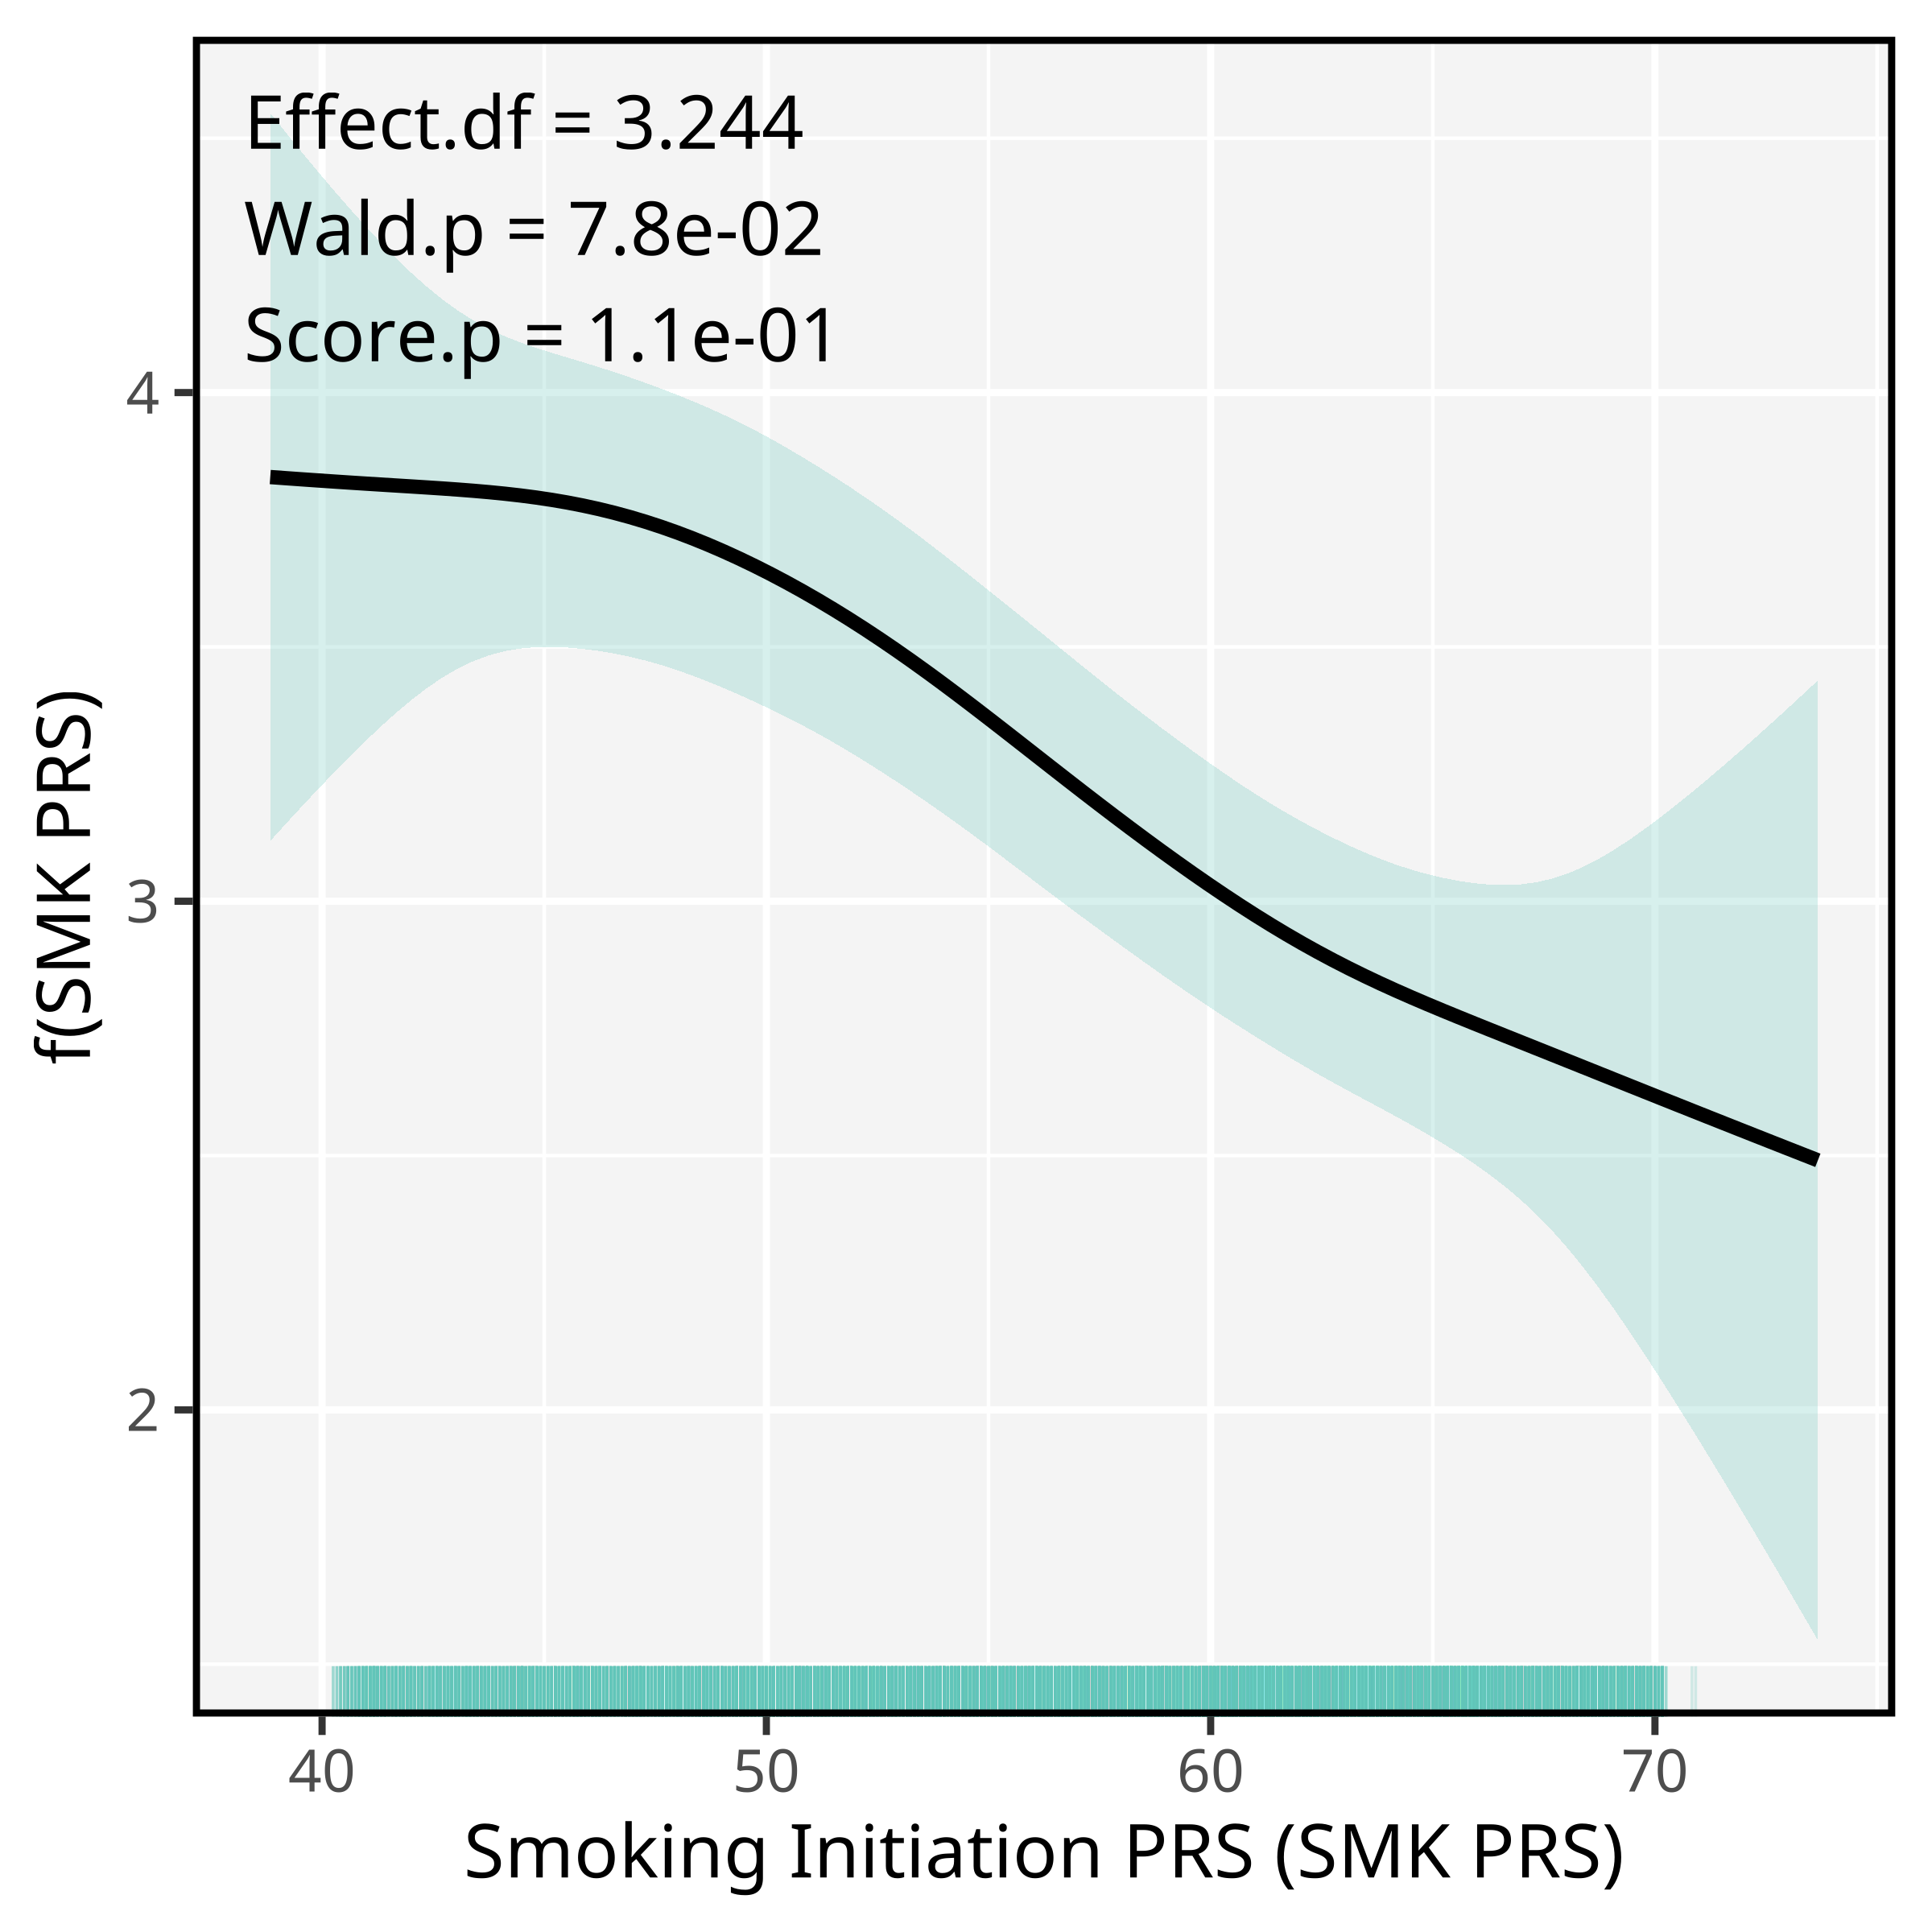 Effect.df = 3.244
Wald.p = 7.8e-02
Score.p = 1.1e-01
4
3
2
f(SMK PRS)
40 50 60 70
Smoking Initiation PRS (SMK PRS)